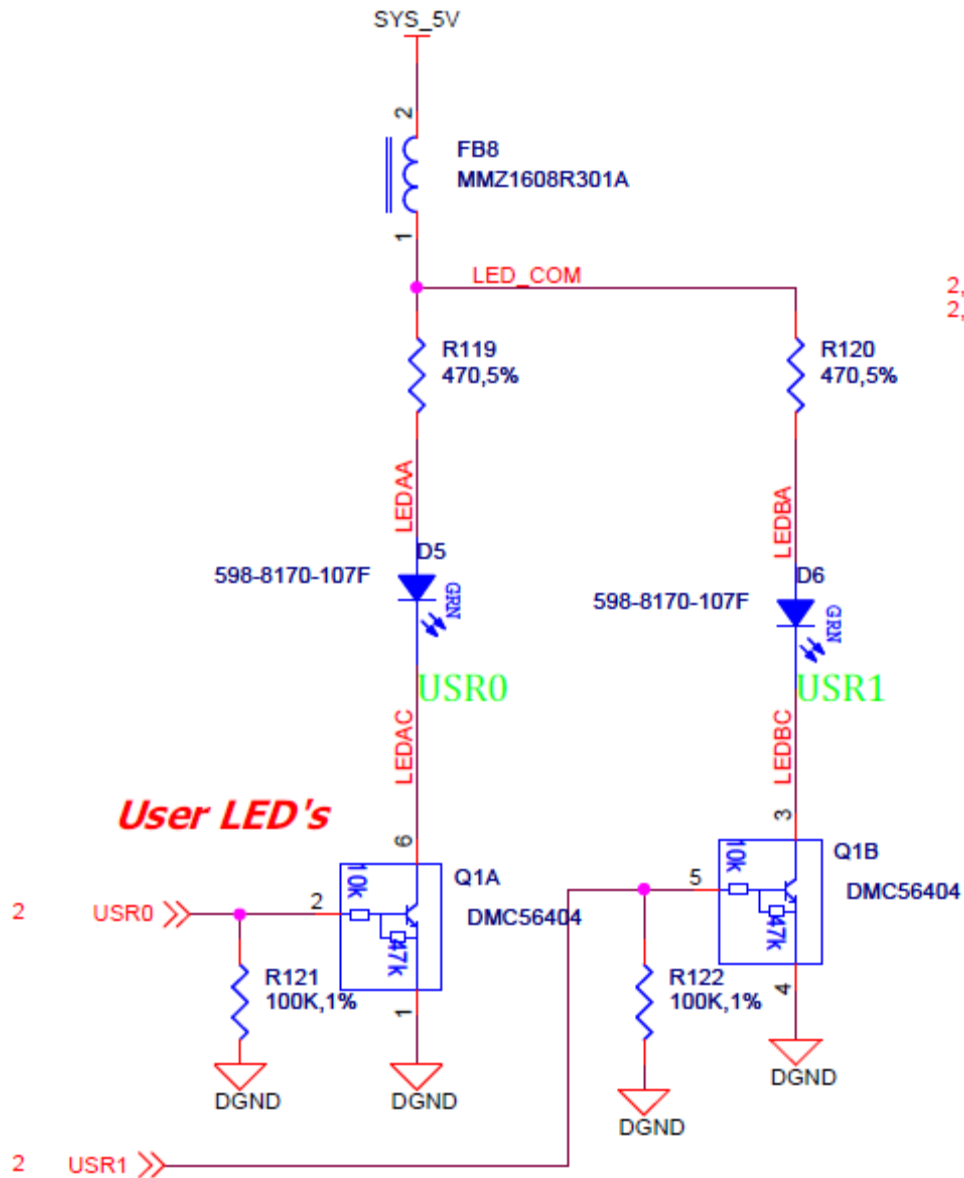 SYS_5V
2
FB8
MMZ1608R301A
1
LED_COM
2,
2,
R119
470,5%
R120
470,5%
LEDAA
LEDBA
D5
598-8170-107F
GRN
D6
598-8170-107F
GRN
USR0
USR1
LEDAC
LEDBC
User LED's
6
3
10K
Q1A
DMC56404
47K
10K
Q1B
DMC56404
47K
2
USR0
2
5
R121
100K,1%
1
R122
100K,1%
4
DGND
DGND
DGND
DGND
2
USR1